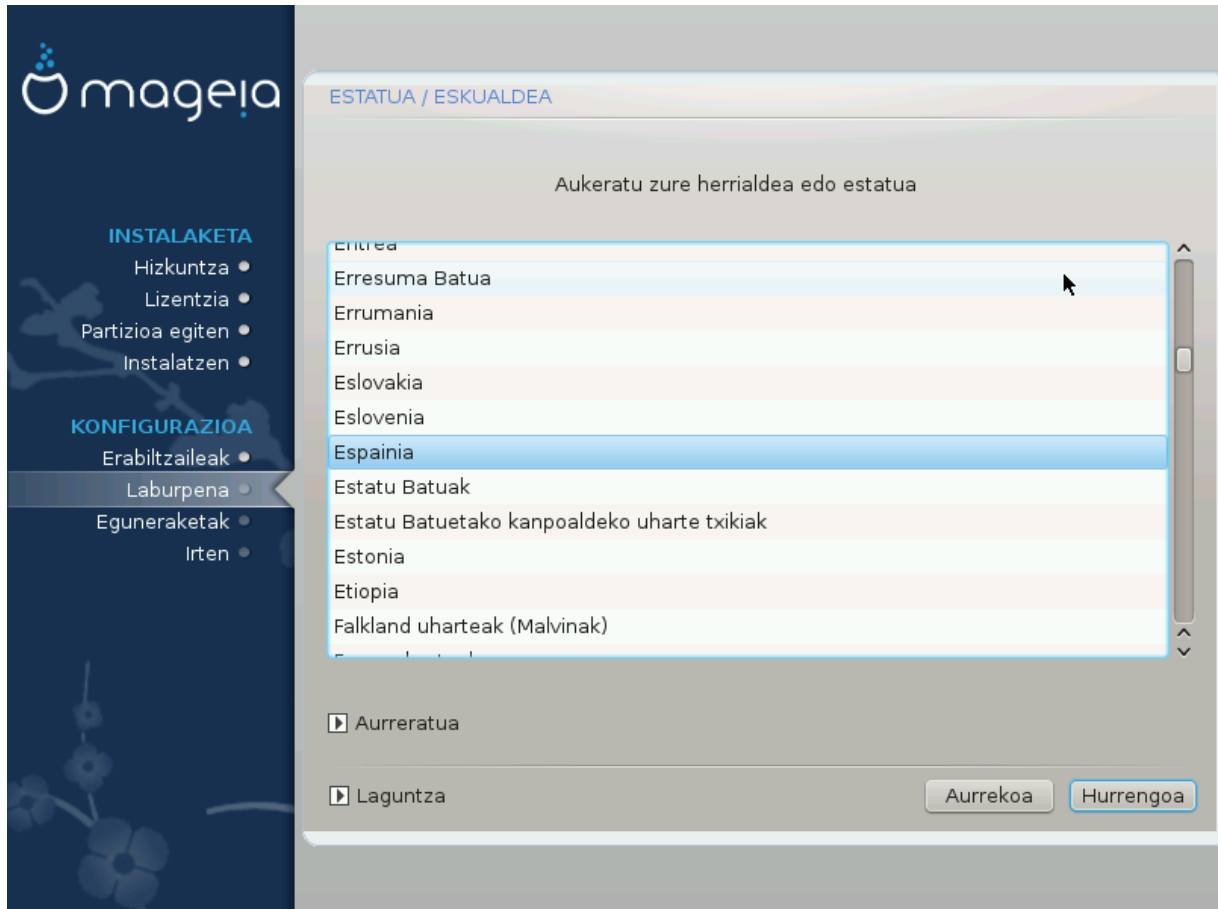 mageia
INSTALAKETA
Hizkuntza
Lizentzia
Partizioa egiten
Instalatzen
KONFIGURAZIOA
Erabiltzaileak
Laburpena
Eguneraketak
Irten
ESTATUA / ESKUALDEA
Aukeratu zure herrialdea edo estatua
Erresuma Batua
Errumania
Errusia
Eslovakia
Eslovenia
Espainia
Estatu Batuak
Estatu Batuetako kanpoaldeko uharte txikiak
Estonia
Etiopia
Falkland uharteak (Malvinak)
Aurreratua
Laguntza
Aurrekoa
Hurrengoa